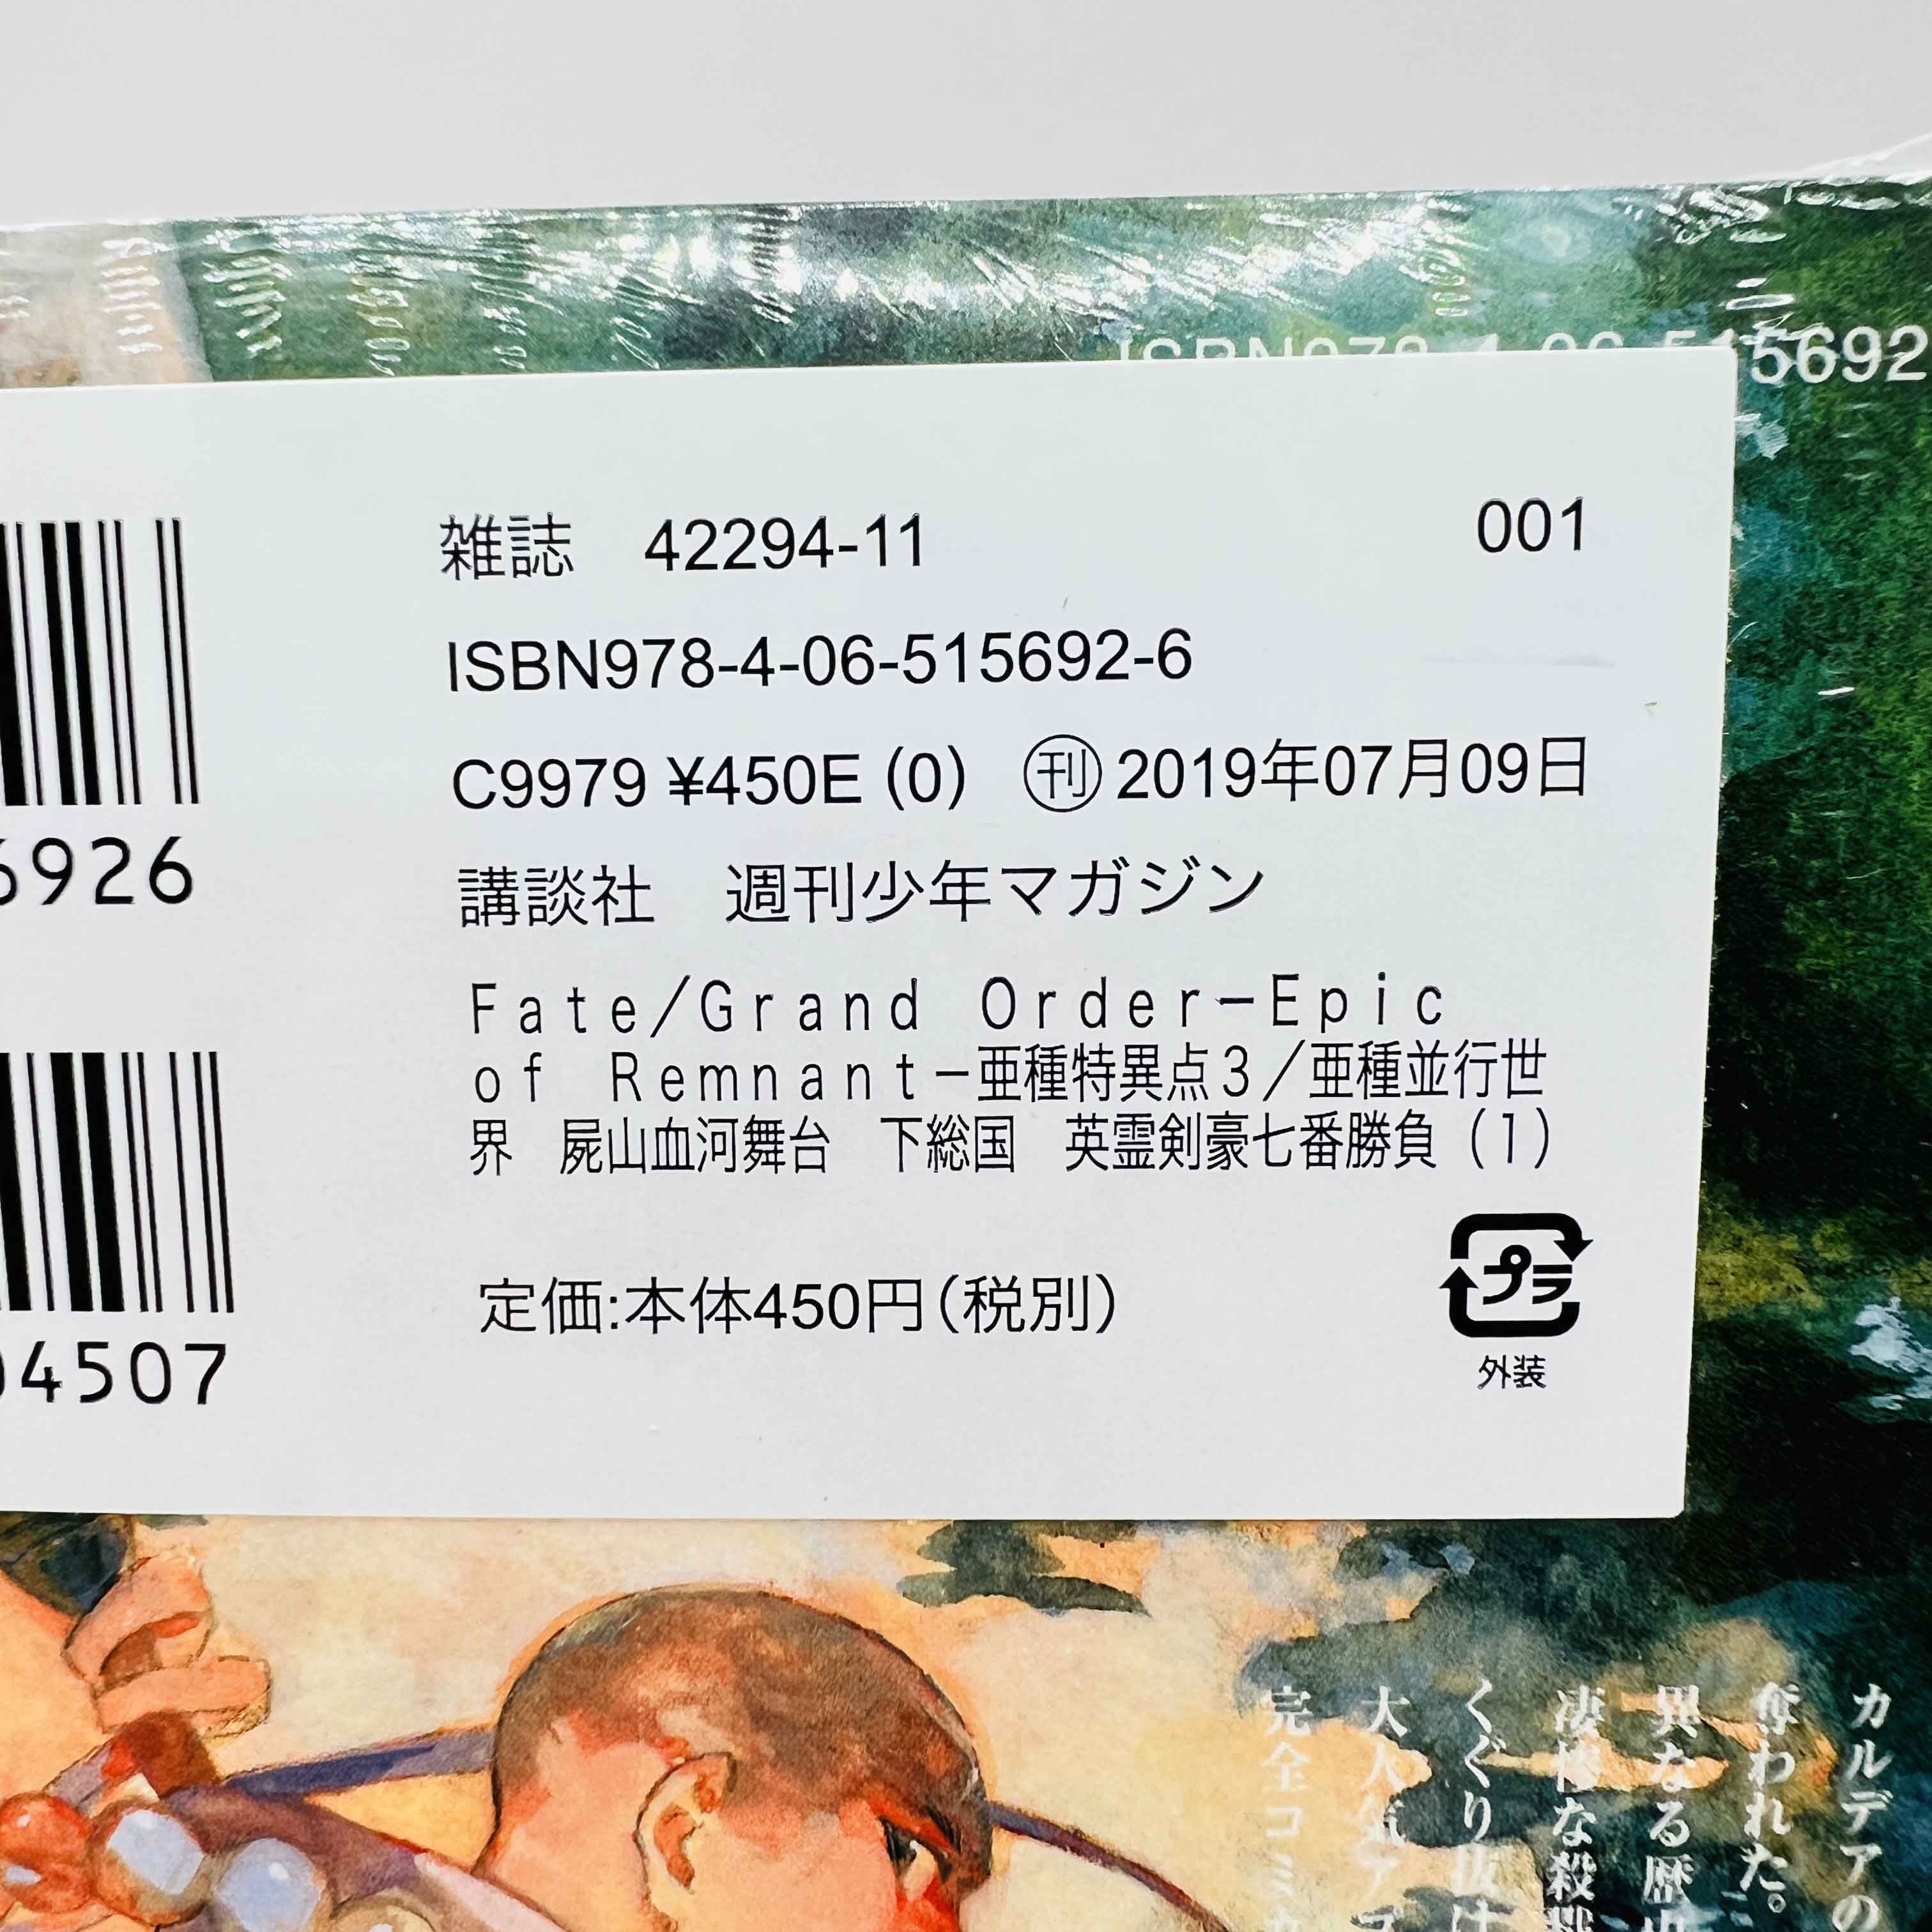 515692
雑誌　42294-11
001
ISBN978-4-06-515692-6
C9979 ¥450E (0) ㊗刊 2019年07月09日
講談社　週刊少年マガジン
Ｆａｔｅ／Ｇｒａｎｄ　Ｏｒｄｅｒ−Ｅｐｉｃ
ｏｆ　Ｒｅｍｎａｎｔ−亜種特異点３／亜種並行世
界　屍山血河舞台　下総国　英霊剣豪七番勝負（１）
定価:本体450円（税別）
プラ
外装
6926
04507
カルデアの
奪われた。
異なる歴
凄惨な殺
くぐり抜け
大人気アプ
完全コミカ